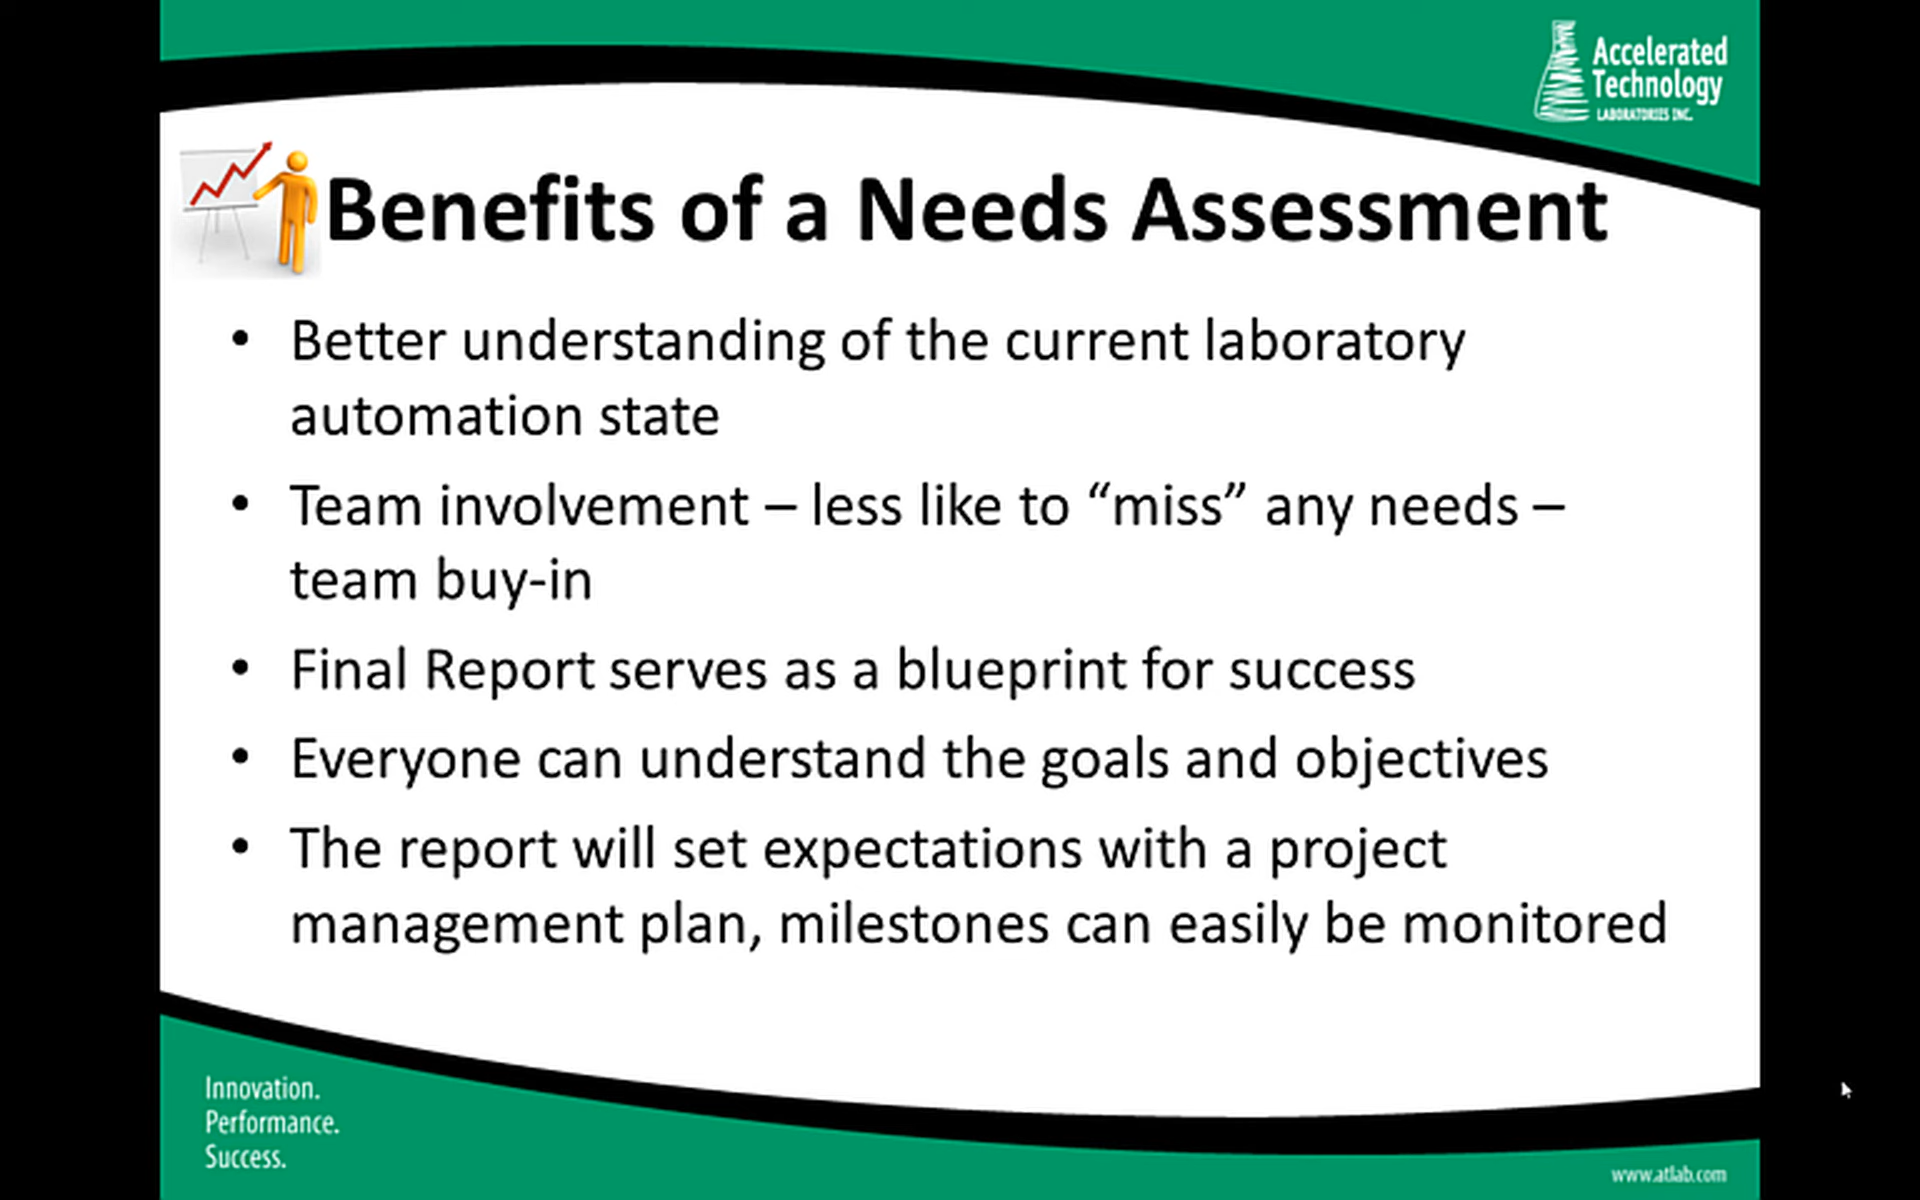 Accelerated
Technology
LABORATORIES INC.
Benefits of a Needs Assessment
• Better understanding of the current laboratory
automation state
• Team involvement – less like to “miss” any needs –
team buy-in
• Final Report serves as a blueprint for success
• Everyone can understand the goals and objectives
• The report will set expectations with a project
management plan, milestones can easily be monitored
Innovation.
Performance.
Success.
www.atlab.com